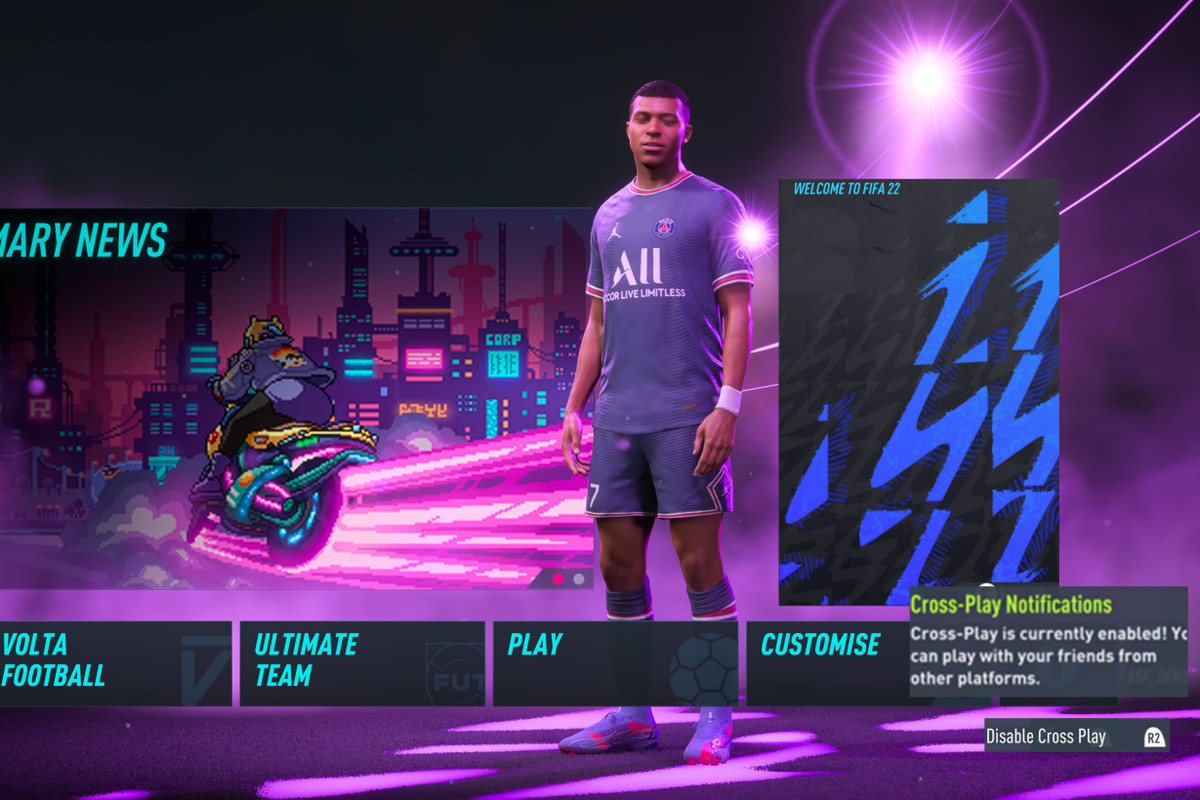 MARY NEWS
WELCOME TO FIFA 22
CORP
R
All
COR LIVE LIMITLESS
7
VOLTA
FOOTBALL
ULTIMATE
TEAM
FUT
PLAY
CUSTOMISE
Cross-Play Notifications
Cross-Play is currently enabled! Yo
can play with your friends from
other platforms.
Disable Cross Play
R2